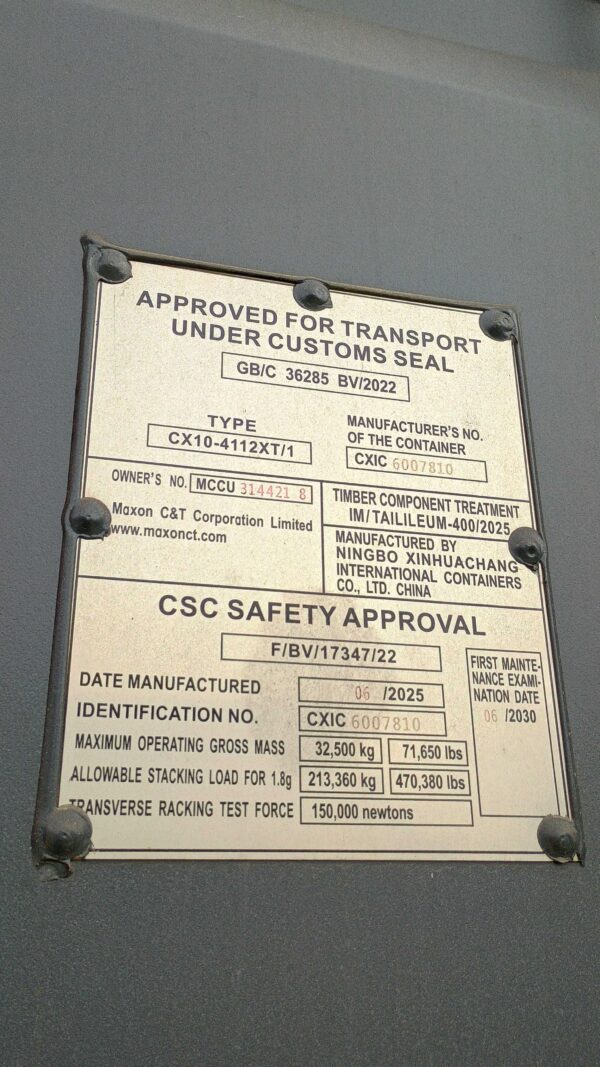 APPROVED FOR TRANSPORT
UNDER CUSTOMS SEAL
GB/C 36285 BV/2022
TYPE
CX10-4112XT/1
MANUFACTURER'S NO.
OF THE CONTAINER
CXIC 6007810
OWNER'S NO. MCCU 314421 8
Maxon C&T Corporation Limited
www.maxonct.com
TIMBER COMPONENT TREATMENT
IM/TAILILEUM-400/2025
MANUFACTURED BY
NINGBO XINHUACHANG
INTERNATIONAL CONTAINERS
CO., LTD. CHINA
CSC SAFETY APPROVAL
F/BV/17347/22
DATE MANUFACTURED 06 /2025
IDENTIFICATION NO. CXIC 6007810
MAXIMUM OPERATING GROSS MASS 32,500 kg 71,650 lbs
ALLOWABLE STACKING LOAD FOR 1.8g 213,360 kg 470,380 lbs
TRANSVERSE RACKING TEST FORCE 150,000 newtons
FIRST MAINTE-
NANCE EXAMI-
NATION DATE
06 /2030